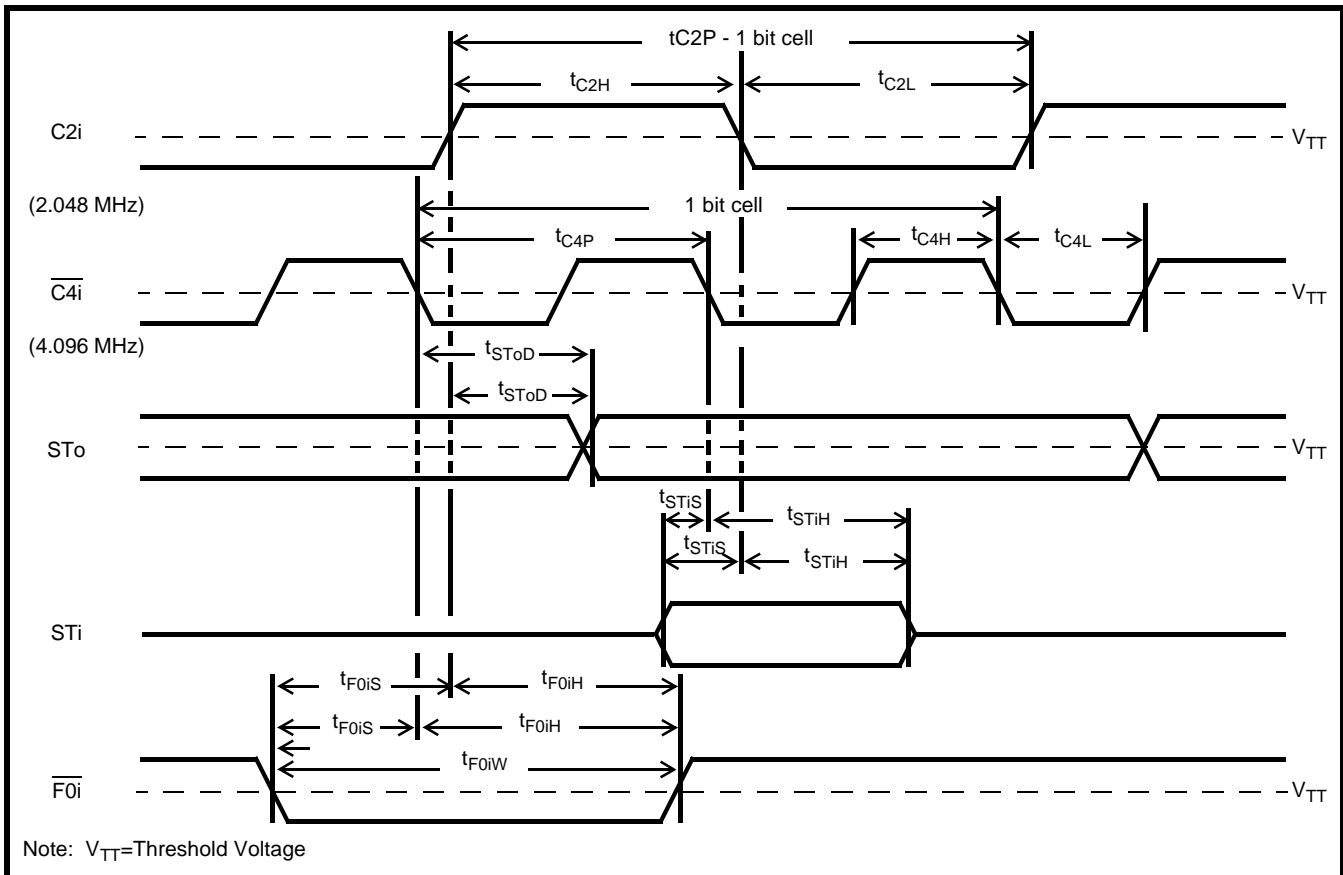 tC2P - 1 bit cell
tC2H
tC2L
C2i
VTT
(2.048 MHz)
1 bit cell
tC4P
tC4H
tC4L
C4i
VTT
(4.096 MHz)
tSToD
tSToD
STo
VTT
tSTiS
tSTiH
tSTiS
tSTiH
STi
tF0iS
tF0iH
tF0iS
tF0iH
tF0iW
F0i
VTT
Note: VTT=Threshold Voltage